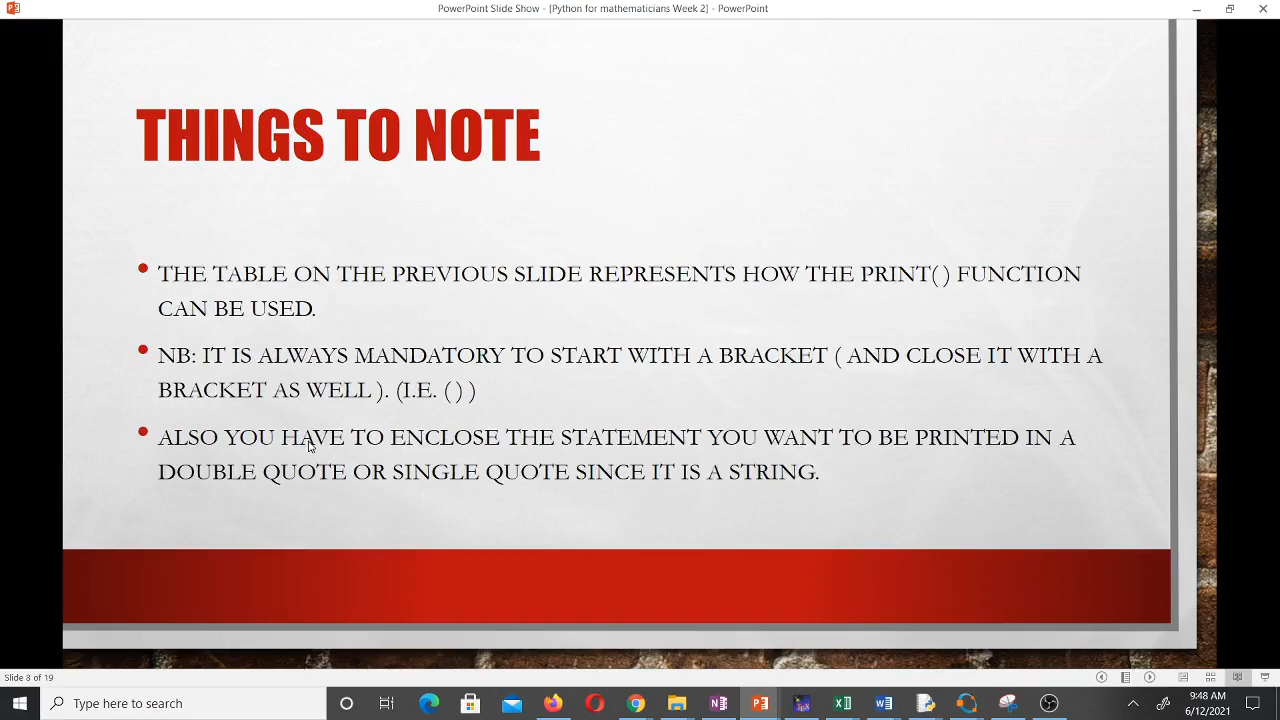 PowerPoint Slide Show - [Python for mathematicians Week 2] - PowerPoint
THINGS TO NOTE
• THE TABLE ON THE PREVIOUS SLIDE REPRESENTS HOW THE PRINT( ) FUNCTION
CAN BE USED.
• NB: IT IS ALWAYS MANDATORY TO START WITH A BRACKET ( AND CLOSE IT WITH A
BRACKET AS WELL ). (I.E. ( ) )
• ALSO YOU HAVE TO ENCLOSE THE STATEMENT YOU WANT TO BE PRINTED IN A
DOUBLE QUOTE OR SINGLE QUOTE SINCE IT IS A STRING.
Slide 8 of 19
Type here to search
9:48 AM
6/12/2021